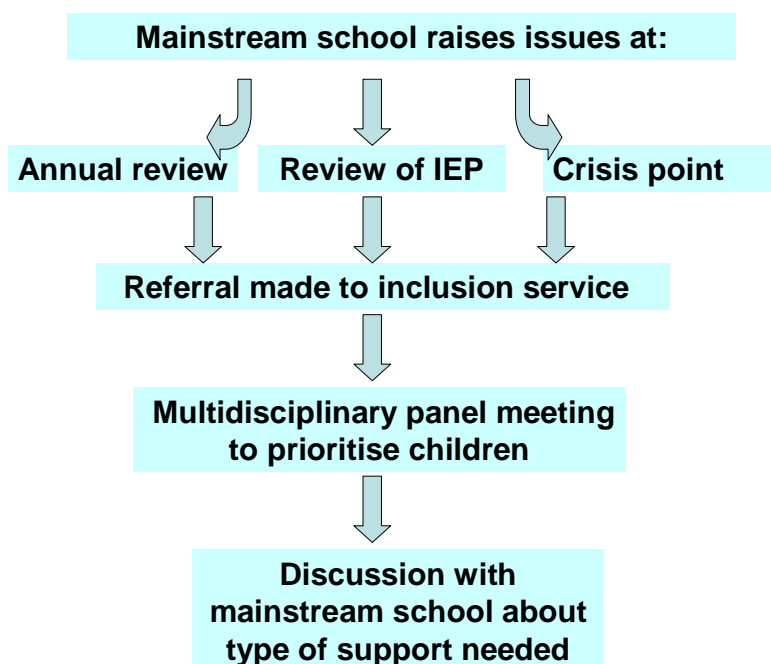 Mainstream school raises issues at:
Annual review
Review of IEP
Crisis point
Referral made to inclusion service
Multidisciplinary panel meeting
to prioritise children
Discussion with
mainstream school about
type of support needed